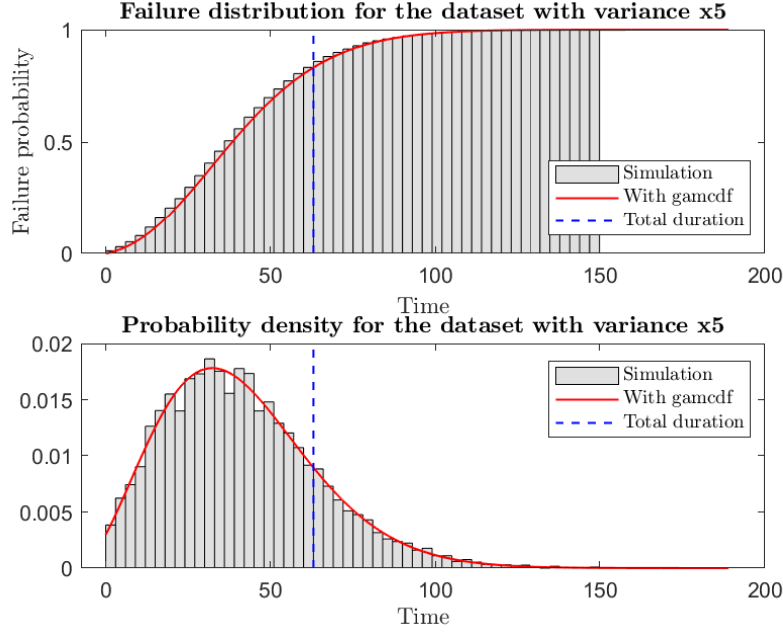 Failure distribution for the dataset with variance x5
1
0.5
0
Failure probability
Simulation
With gamcdf
Total duration
0 50 100 150 200
Time
Probability density for the dataset with variance x5
0.02
0.015
0.01
0.005
0
Simulation
With gamcdf
Total duration
0 50 100 150 200
Time